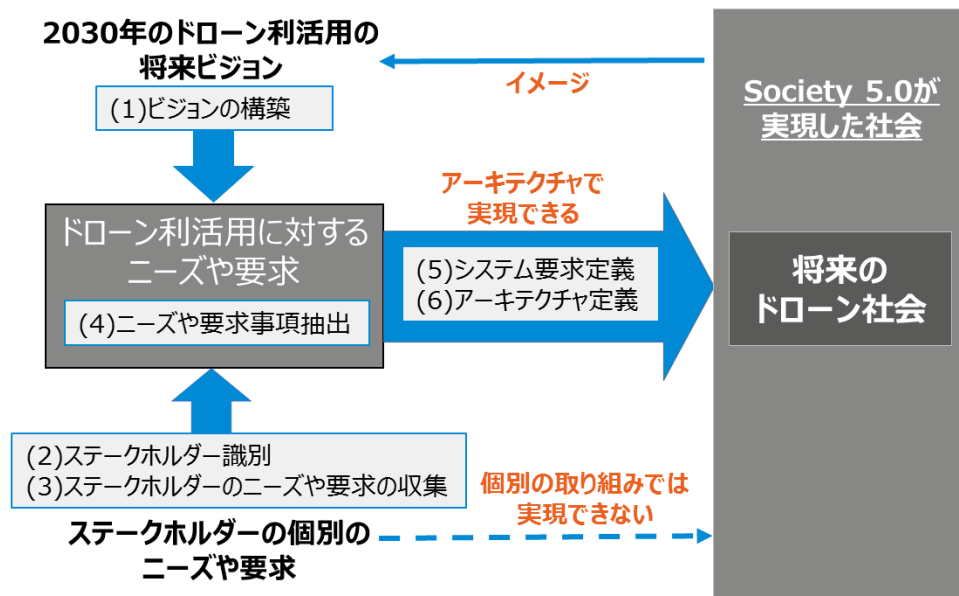 2030年のドローン利活用の
将来ビジョン
(1)ビジョンの構築
イメージ
Society 5.0が
実現した社会
アーキテクチャで
実現できる
ドローン利活用に対する
ニーズや要求
(4)ニーズや要求事項抽出
(5)システム要求定義
(6)アーキテクチャ定義
将来の
ドローン社会
(2)ステークホルダー識別
(3)ステークホルダーのニーズや要求の収集
個別の取り組みでは
実現できない
ステークホルダーの個別の
ニーズや要求